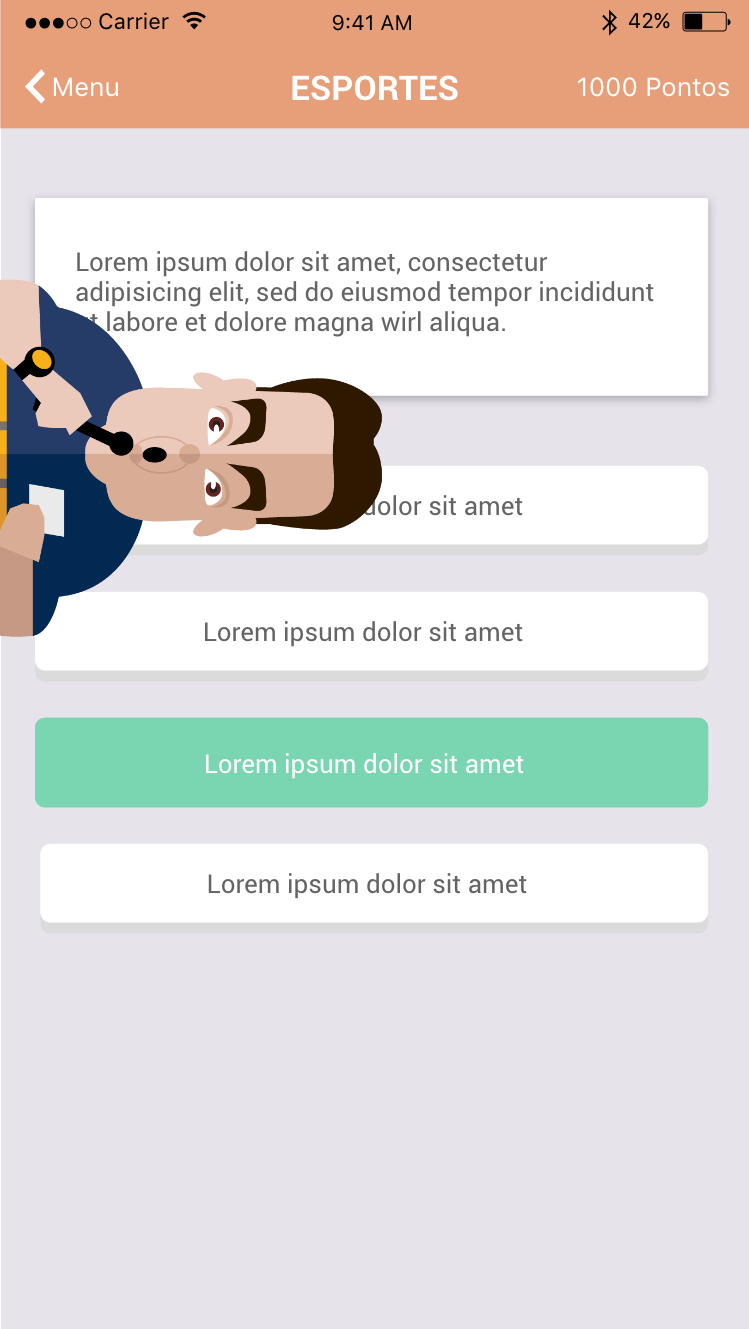 Carrier
9:41 AM
42%
Menu
ESPORTES
1000 Pontos
Lorem ipsum dolor sit amet, consectetur
adipisicing elit, sed do eiusmod tempor incididunt
labore et dolore magna wirl aliqua.
dolor sit amet
Lorem ipsum dolor sit amet
Lorem ipsum dolor sit amet
Lorem ipsum dolor sit amet